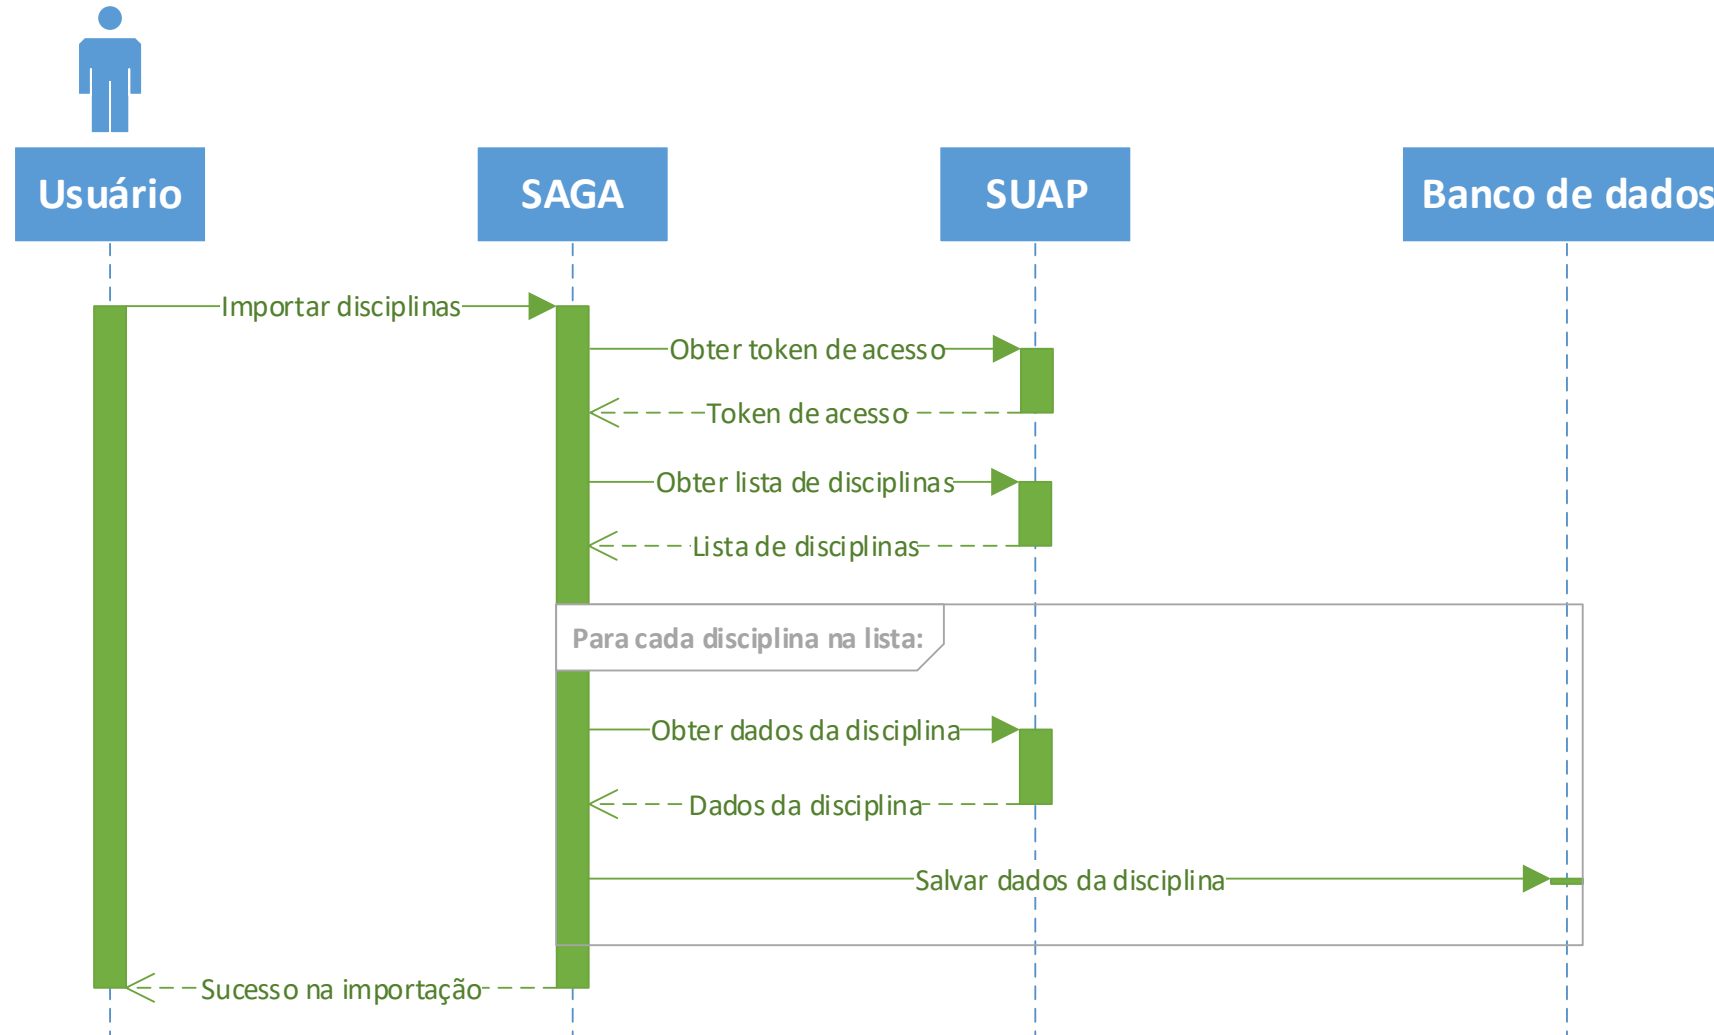 Usuário
SAGA
SUAP
Banco de dados
Importar disciplinas
Obter token de acesso
Token de acesso
Obter lista de disciplinas
Lista de disciplinas
Para cada disciplina na lista:
Obter dados da disciplina
Dados da disciplina
Salvar dados da disciplina
Sucesso na importação